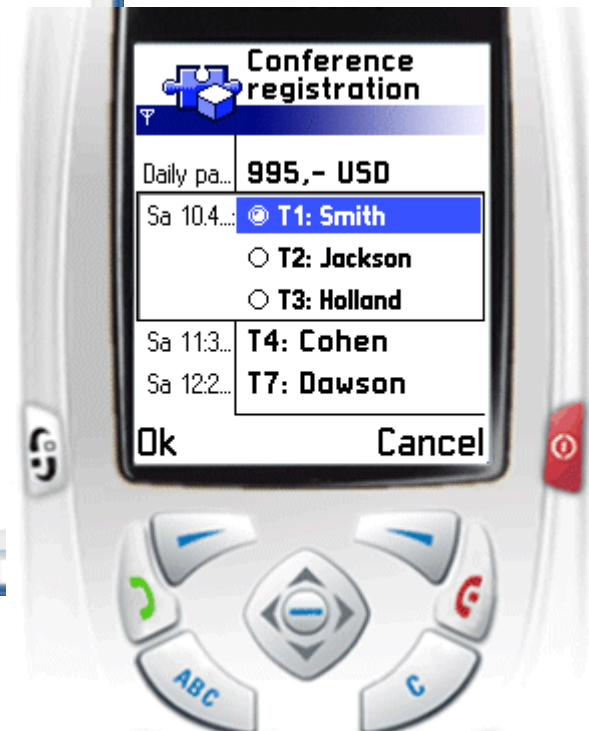 Conference
registration
Daily pa... 995,- USD
Sa 10.4...: T1: Smith
T2: Jackson
T3: Holland
Sa 11:3... T4: Cohen
Sa 12:2... T7: Dawson
Ok Cancel
ABC C